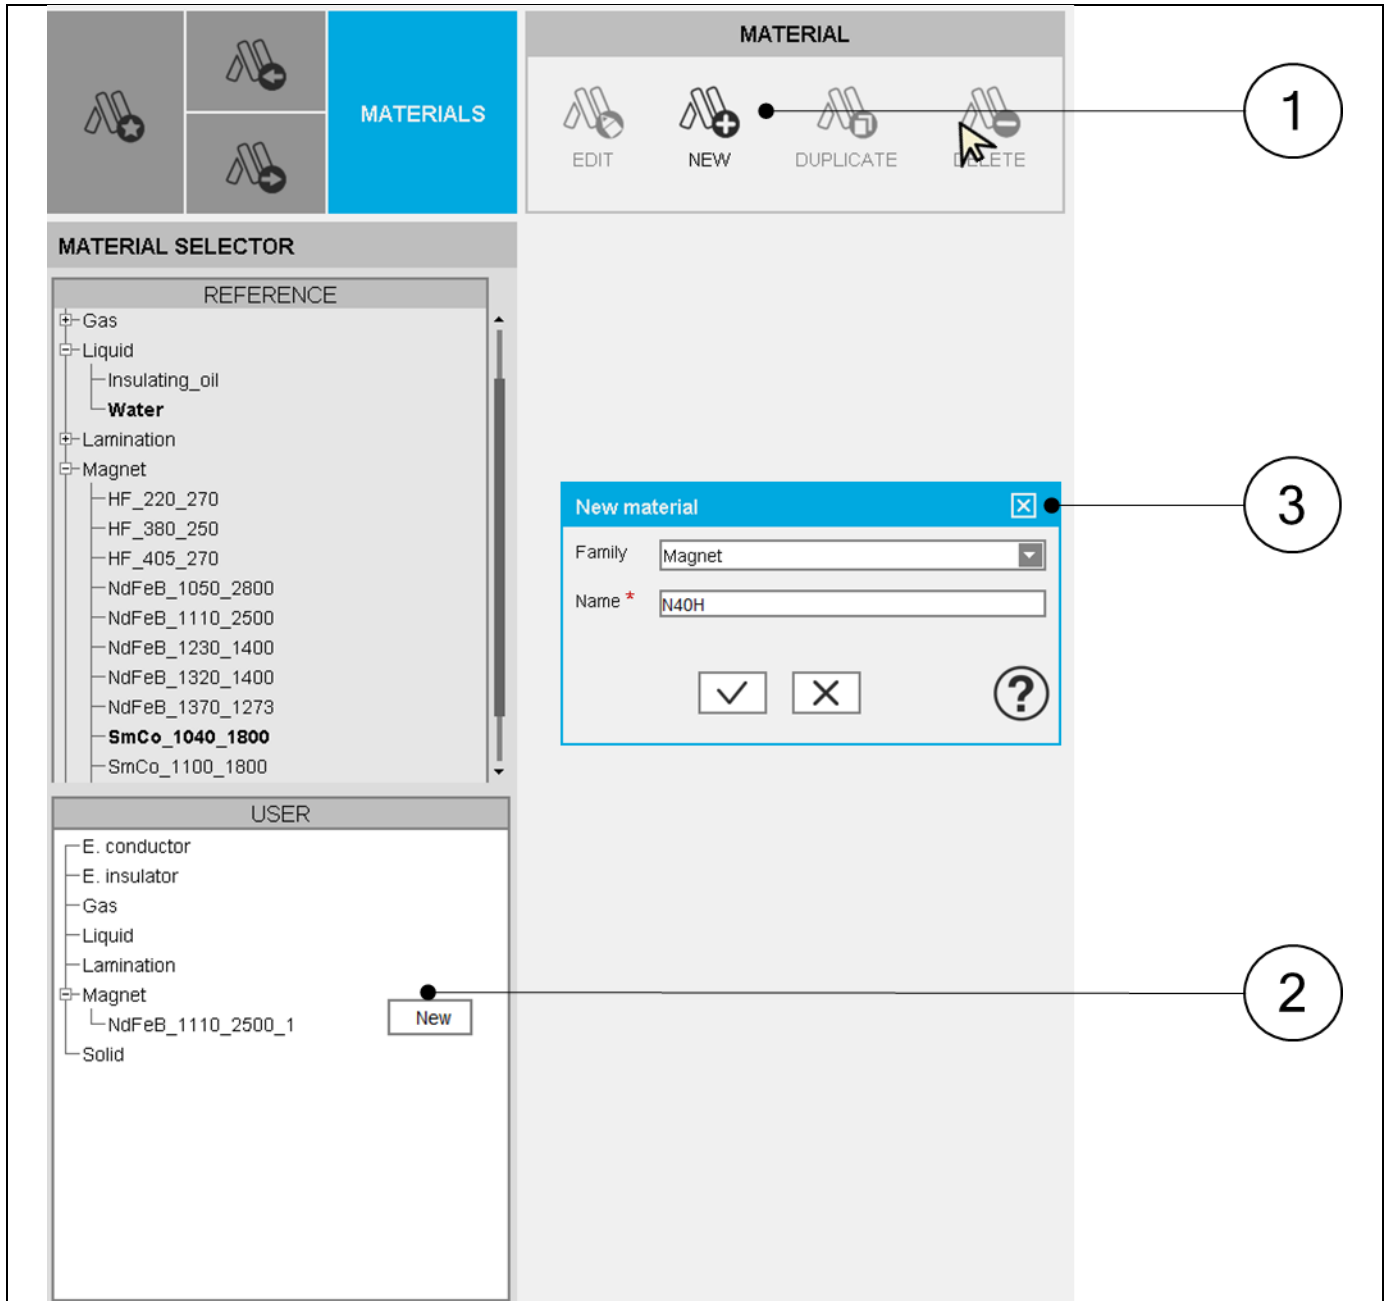 MATERIALS
MATERIAL
EDIT
NEW
DUPLICATE
DELETE
1
MATERIAL SELECTOR
REFERENCE
Gas
Liquid
Insulating_oil
Water
Lamination
Magnet
HF_220_270
HF_380_250
HF_405_270
NdFeB_1050_2800
NdFeB_1110_2500
NdFeB_1230_1400
NdFeB_1320_1400
NdFeB_1370_1273
SmCo_1040_1800
SmCo_1100_1800
New material
3
Family
Magnet
Name *
N40H
?
USER
E. conductor
E. insulator
Gas
Liquid
Lamination
Magnet
NdFeB_1110_2500_1
New
2
Solid